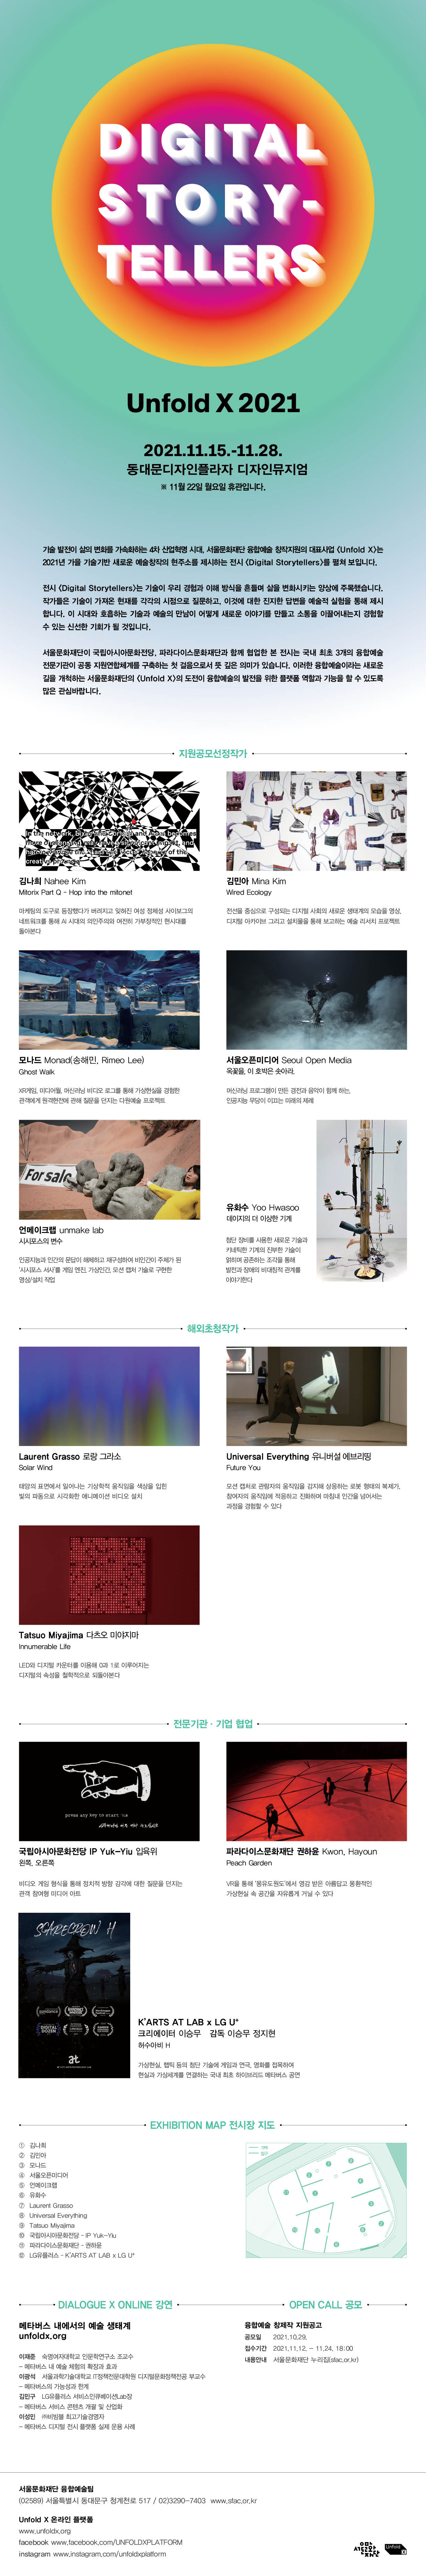 DIGITAL
STORY-
TELLERS
Unfold X 2021
2021.11.15.-11.28.
동대문디자인플라자 디자인뮤지엄
※ 11월 22일 월요일 휴관입니다.
기술 발전이 삶의 변화를 가속화하는 4차 산업혁명 시대, 서울문화재단 융합예술 창작지원의 대표사업 〈Unfold X〉는
2021년 가을 기술기반 새로운 예술창작의 현주소를 제시하는 전시 〈Digital Storytellers〉를 펼쳐 보입니다.
전시 〈Digital Storytellers〉는 기술이 우리 경험과 이해 방식을 흔들며 삶을 변화시키는 양상에 주목했습니다.
작가들은 기술이 가져온 현재를 각각의 시점으로 질문하고, 이것에 대한 진지한 답변을 예술적 실험을 통해 제시
합니다. 이 시대와 호흡하는 기술과 예술의 만남이 어떻게 새로운 이야기를 만들고 소통을 이끌어내는지 경험할
수 있는 신선한 기회가 될 것입니다.
서울문화재단이 국립아시아문화전당, 파라다이스문화재단과 함께 협업한 본 전시는 국내 최초 3개의 융합예술
전문기관이 공동 지원연합체계를 구축하는 첫 걸음으로서 뜻 깊은 의미가 있습니다. 이러한 융합예술이라는 새로운
길을 개척하는 서울문화재단의 〈Unfold X〉의 도전이 융합예술의 발전을 위한 플랫폼 역할과 기능을 할 수 있도록
많은 관심바랍니다.
지원공모선정작가
김나희 Nahee Kim
Mitorix Part Q - Hop into the mitonet
마케팅의 도구로 등장했다가 버려지고 잊혀진 여성 정체성 사이보그의
네트워크를 통해 AI 시대의 의인주의와 여전히 가부장적인 현시대를
돌아본다
김민아 Mina Kim
Wired Ecology
전선을 중심으로 구성되는 디지털 사회의 새로운 생태계의 모습을 영상,
디지털 아카이브 그리고 설치물을 통해 보고하는 예술 리서치 프로젝트
모나드 Monad(송해민, Rimeo Lee)
Ghost Walk
XR게임, 미디어월, 머신러닝 비디오 로그를 통해 가상현실을 경험한
관객에게 원격현전에 관해 질문을 던지는 다원예술 프로젝트
서울오픈미디어 Seoul Open Media
옥꽃을, 이 호박은 솟아라.
머신러닝 프로그램이 만든 경전과 음악이 함께 하는,
인공지능 무당이 이끄는 미래의 제례
For Sale
언메이크랩 unmake lab
시시포스의 변수
인공지능과 인간의 문답이 해체하고 재구성하여 비인간이 주체가 된
'시시포스 서사'를 게임 엔진, 가상인간, 모션 캡처 기술로 구현한
영상/설치 작업
유화수 Yoo Hwasoo
데이지의 더 이상한 기계
첨단 장비를 사용한 새로운 기술과
키네틱한 기계의 진부한 기술이
얽히며 공존하는 조각을 통해
발전과 장애의 비대칭적 관계를
이야기한다
해외초청작가
Laurent Grasso 로랑 그라소
Solar Wind
태양의 표면에서 일어나는 기상학적 움직임을 색상을 입힌
빛의 파동으로 시각화한 애니메이션 비디오 설치
Universal Everything 유니버설 에브리띵
Future You
모션 캡처로 관람자의 움직임을 감지해 상응하는 로봇 형태의 복제가,
참여자의 움직임에 적응하고 진화하여 마침내 인간을 넘어서는
과정을 경험할 수 있다
Tatsuo Miyajima 다츠오 미야지마
Innumerable Life
LED와 디지털 카운터를 이용해 0과 1로 이루어지는
디지털의 속성을 철학적으로 되돌아본다
전문기관 · 기업 협업
press any key to start
국립아시아문화전당 IP Yuk-Yiu 입육위
왼쪽, 오른쪽
비디오 게임 형식을 통해 정치적 방향 감각에 대한 질문을 던지는
관객 참여형 미디어 아트
파라다이스문화재단 권하윤 Kwon, Hayoun
Peach Garden
VR을 통해 '몽유도원도'에서 영감 받은 아름답고 몽환적인
가상현실 속 공간을 자유롭게 거닐 수 있다
SCARECROW H
at
K'ARTS AT LAB x LG U+
크리에이터 이승무 감독 이승무 정지현
허수아비 H
가상현실, 햅틱 등의 첨단 기술에 게임과 연극, 영화를 접목하여
현실과 가상세계를 연결하는 국내 최초 하이브리드 메타버스 공연
EXHIBITION MAP 전시장 지도
① 김나희
② 김민아
③ 모나드
④ 서울오픈미디어
⑤ 언메이크랩
⑥ 유화수
⑦ Laurent Grasso
⑧ Universal Everything
⑨ Tatsuo Miyajima
⑩ 국립아시아문화전당 - IP Yuk-Yiu
⑪ 파라다이스문화재단 - 권하윤
⑫ LG유플러스 - K'ARTS AT LAB x LG U+
DIALOGUE X ONLINE 강연
메타버스 내에서의 예술 생태계
unfoldx.org
이재준 숙명여자대학교 인문학연구소 조교수
- 메타버스 내 예술 체험의 확장과 효과
이광석 서울과학기술대학교 IT정책전문대학원 디지털문화정책전공 부교수
- 메타버스의 가능성과 한계
김민구 LG유플러스 서비스인큐베이션Lab장
- 메타버스 서비스 콘텐츠 개괄 및 산업화
이성민 ㈜비빔블 최고기술경영자
- 메타버스 디지털 전시 플랫폼 실제 운용 사례
OPEN CALL 공모
융합예술 창제작 지원공고
공모일 2021.10.29.
접수기간 2021.11.12. - 11.24. 18:00
내용안내 서울문화재단 누리집(sfac.or.kr)
서울문화재단 융합예술팀
(02589) 서울특별시 동대문구 청계천로 517 / 02)3290-7403 www.sfac.or.kr
Unfold X 온라인 플랫폼
www.unfoldx.org
facebook www.facebook.com/UNFOLDXPLATFORM
instagram www.instagram.com/unfoldxplatform
서울문화재단
Unfold X